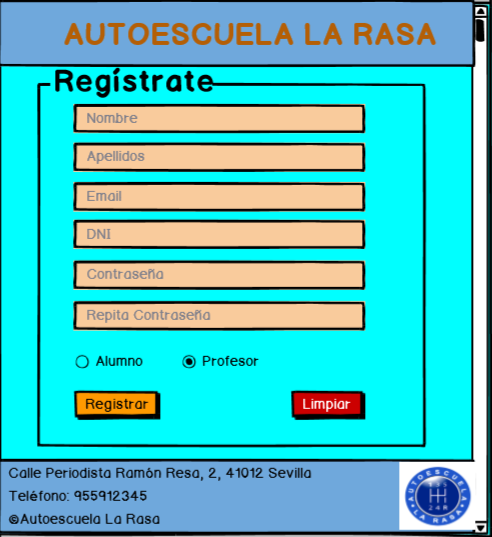 AUTOESCUELA LA RASA
Regístrate
Nombre
Apellidos
Email
DNI
Contraseña
Repita Contraseña
Alumno Profesor
Registrar Limpiar
Calle Periodista Ramón Resa, 2, 41012 Sevilla
Teléfono: 955912345
©Autoescuela La Rasa
AUTOESCUELA
LA RASA